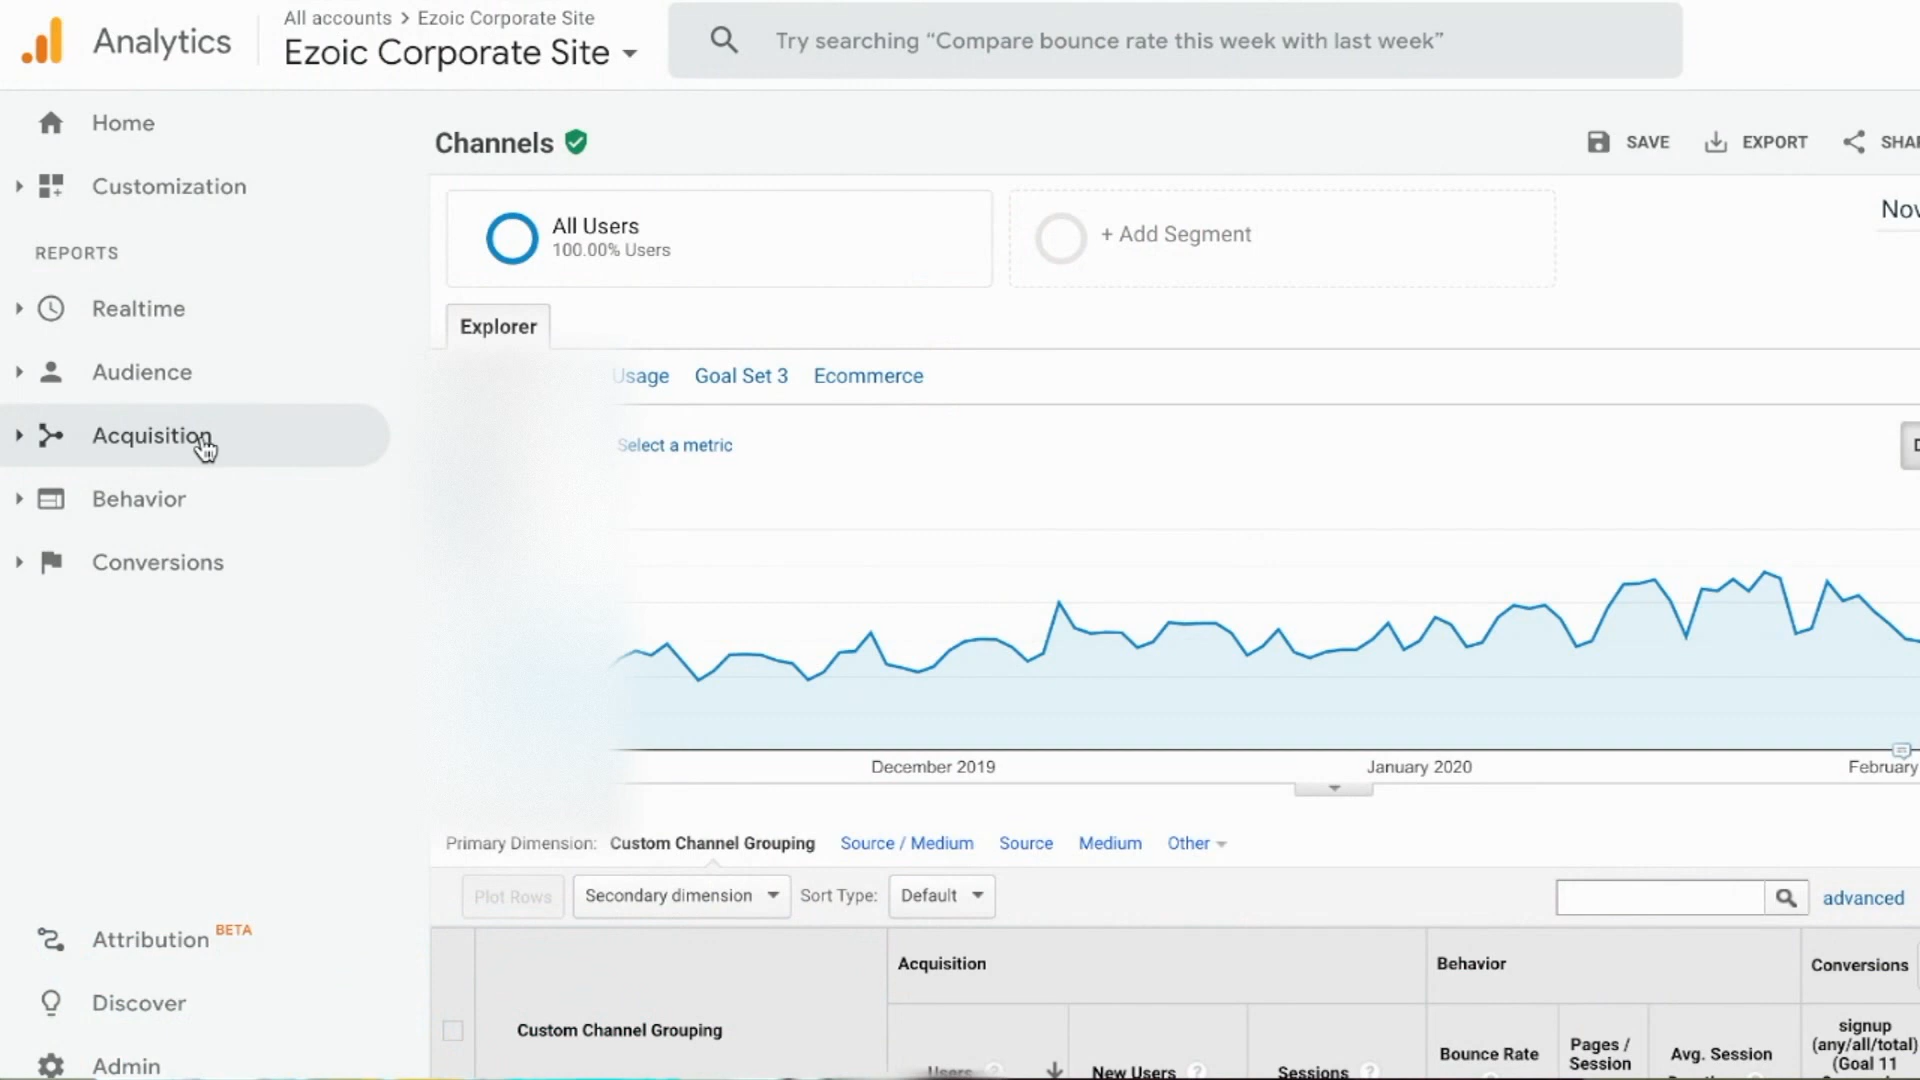 Analytics
All accounts > Ezoic Corporate Site
Ezoic Corporate Site
Try searching “Compare bounce rate this week with last week”
Home
Customization
REPORTS
Realtime
Audience
Acquisition
Behavior
Conversions
Attribution BETA
Discover
Admin
Channels
SAVE
EXPORT
All Users
100.00% Users
+ Add Segment
Explorer
Usage
Goal Set 3
Ecommerce
Select a metric
December 2019
January 2020
February
Primary Dimension: Custom Channel Grouping Source / Medium Source Medium Other
Plot Rows
Secondary dimension
Sort Type:
Default
advanced
Custom Channel Grouping
Acquisition
Behavior
Conversions
Users
New Users
Sessions
Bounce Rate
Pages /
Session
Avg. Session
signup
(any/all/total)
(Goal 11